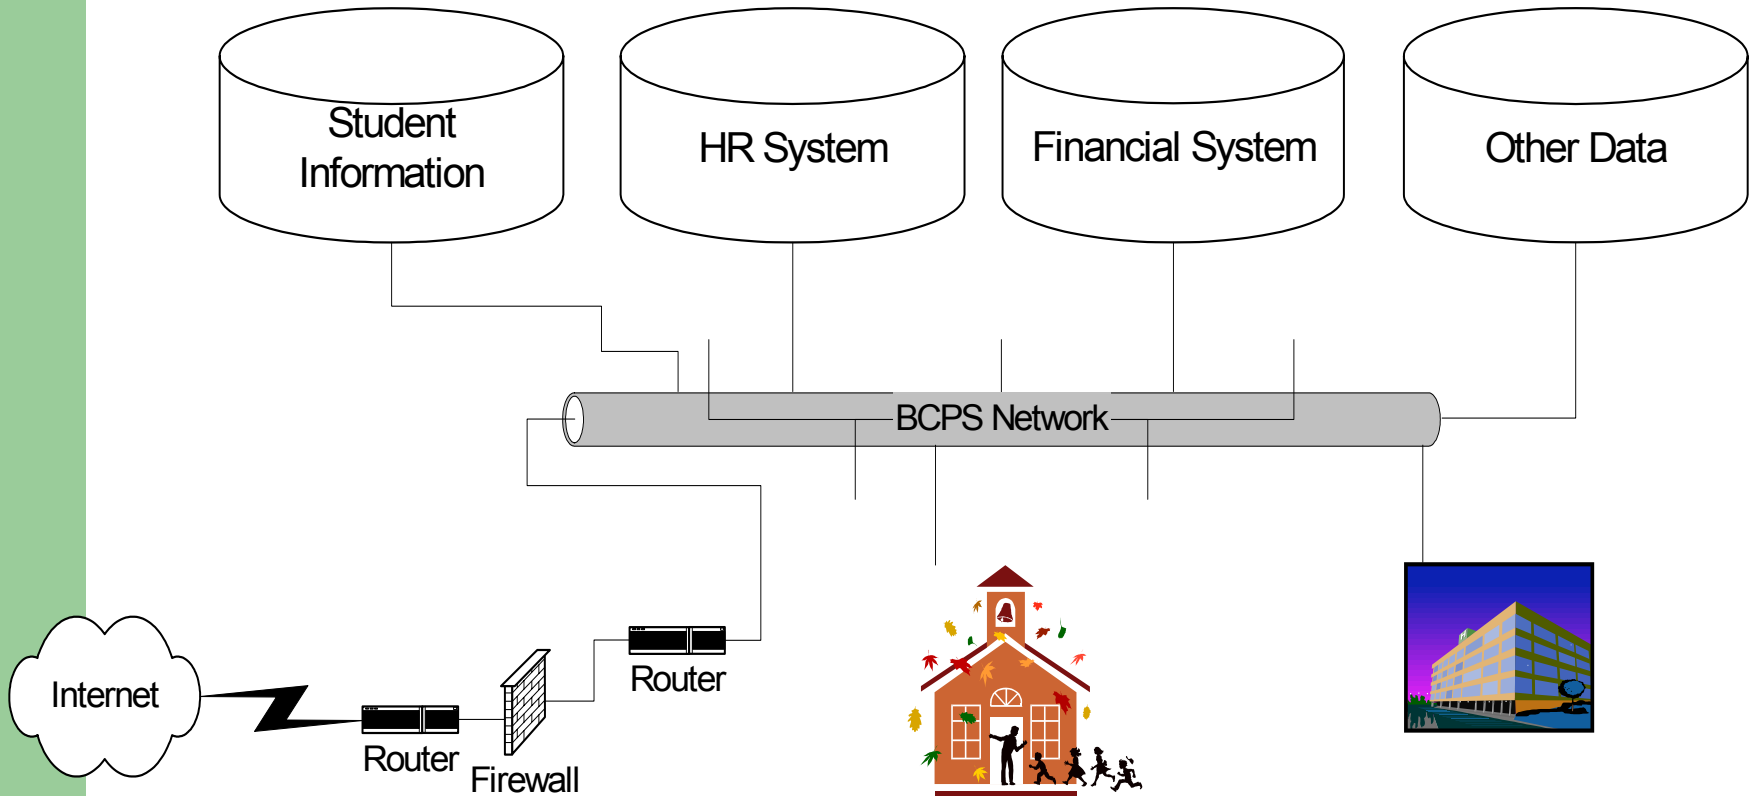 Student
Information
HR System
Financial System
Other Data
BCPS Network
Internet
Router
Firewall
Router